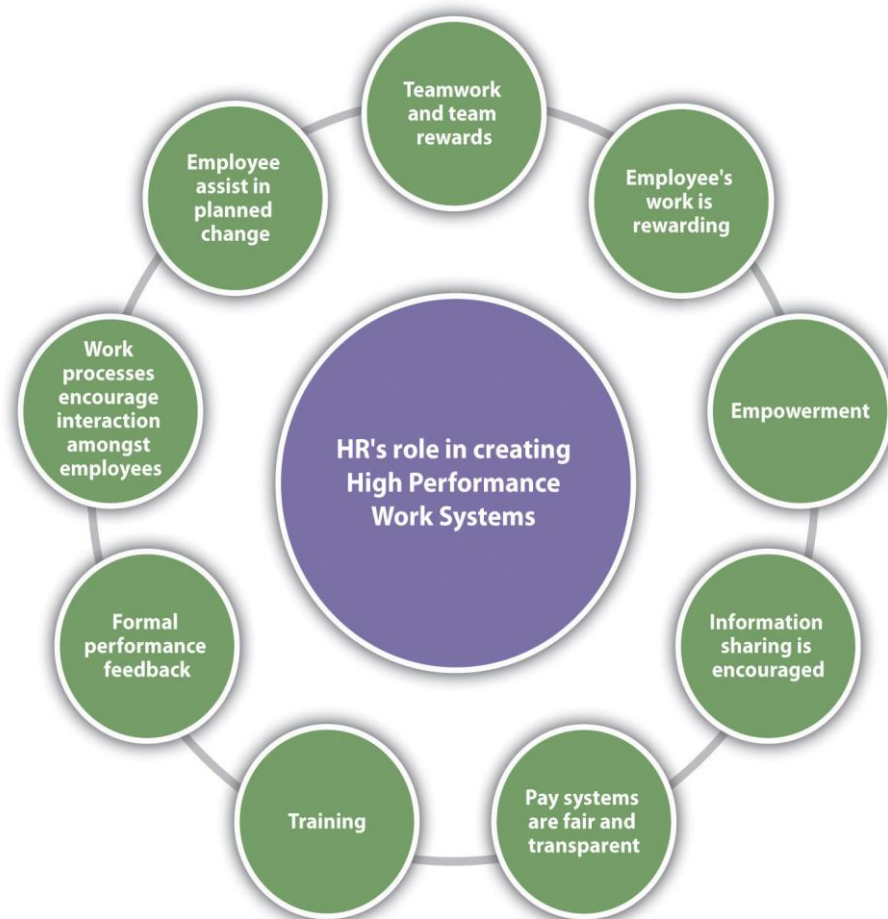 Teamwork
and team
rewards
Employee's
work is
rewarding
Empowerment
Information
sharing is
encouraged
Pay systems
are fair and
transparent
Training
Formal
performance
feedback
Work
processes
encourage
interaction
amongst
employees
Employee
assist in
planned
change
HR's role in creating
High Performance
Work Systems